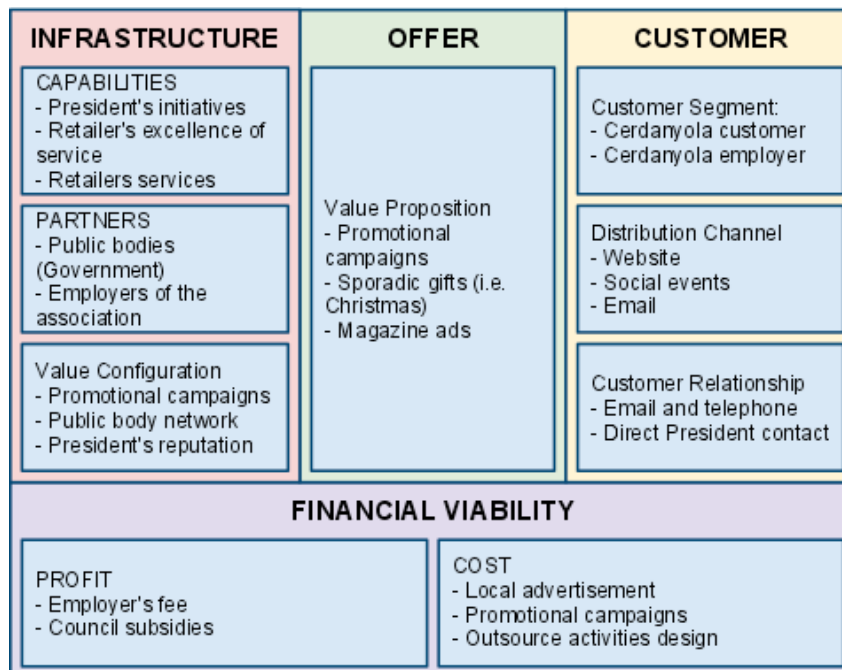 INFRASTRUCTURE
CAPABILITIES
- President's initiatives
- Retailer's excellence of
service
- Retailers services
PARTNERS
- Public bodies
(Government)
- Employers of the
association
Value Configuration
- Promotional campaigns
- Public body network
- President's reputation
OFFER
Value Proposition
- Promotional
campaigns
- Sporadic gifts (i.e.
Christmas)
- Magazine ads
CUSTOMER
Customer Segment:
- Cerdanyola customer
- Cerdanyola employer
Distribution Channel
- Website
- Social events
- Email
Customer Relationship
- Email and telephone
- Direct President contact
FINANCIAL VIABILITY
PROFIT
- Employer's fee
- Council subsidies
COST
- Local advertisement
- Promotional campaigns
- Outsource activities design